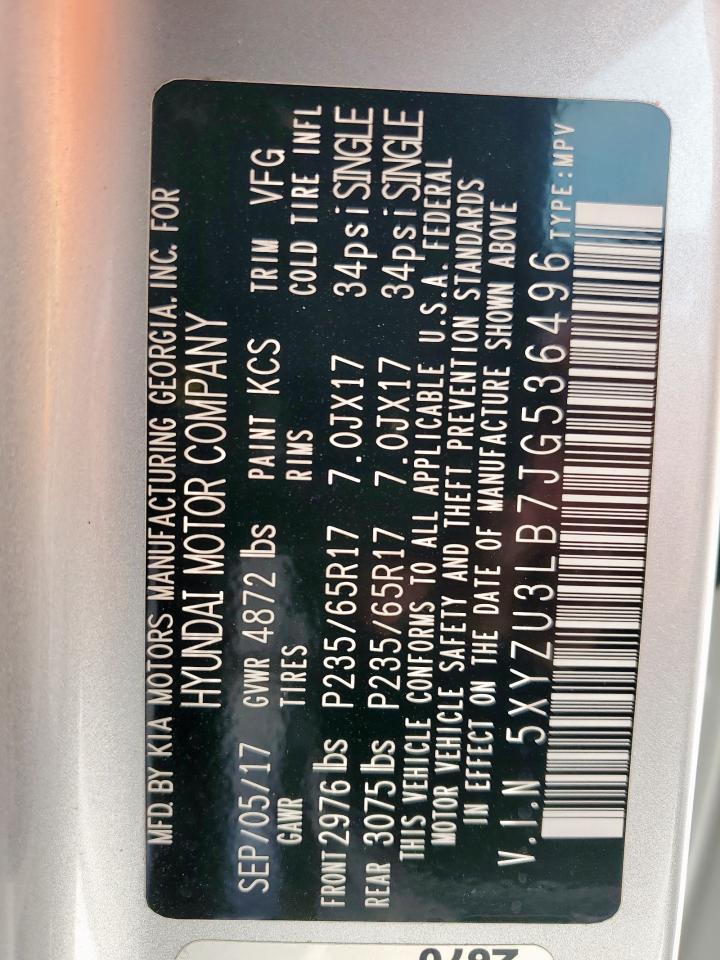 MFD. BY KIA MOTORS MANUFACTURING GEORGIA. INC. FOR
HYUNDAI MOTOR COMPANY
SEP/05/17 GVWR 4872 lbs PAINT KCS TRIM VFG
GAWR TIRES RIMS COLD TIRE INFL
FRONT 2976 lbs P235/65R17 7.0JX17 34psi SINGLE
REAR 3075 lbs P235/65R17 7.0JX17 34psi SINGLE
THIS VEHICLE CONFORMS TO ALL APPLICABLE U.S.A. FEDERAL
MOTOR VEHICLE SAFETY AND THEFT PREVENTION STANDARDS
IN EFFECT ON THE DATE OF MANUFACTURE SHOWN ABOVE
V.I.N 5XYZU3LB7JG536496 TYPE:MPV